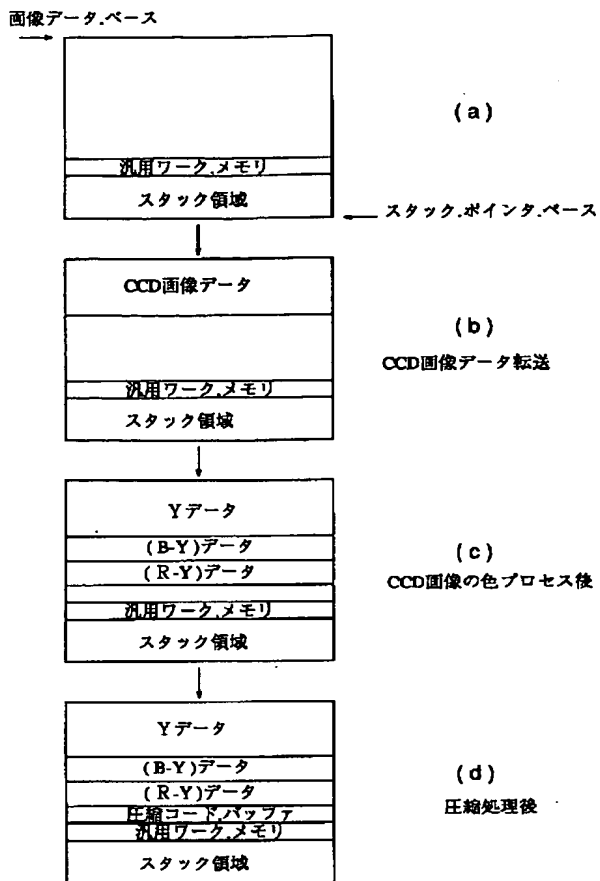 画像データ.ベース
(a)
汎用ワーク.メモリ
スタック領域
スタック.ポインタ.ベース
CCD画像データ
(b)
CCD画像データ転送
汎用ワーク.メモリ
スタック領域
Yデータ
(B-Y)データ
(c)
(R-Y)データ
CCD画像の色プロセス後
汎用ワーク.メモリ
スタック領域
Yデータ
(B-Y)データ
(d)
(R-Y)データ
圧縮コード.バッファ
圧縮処理後
汎用ワーク.メモリ
スタック領域